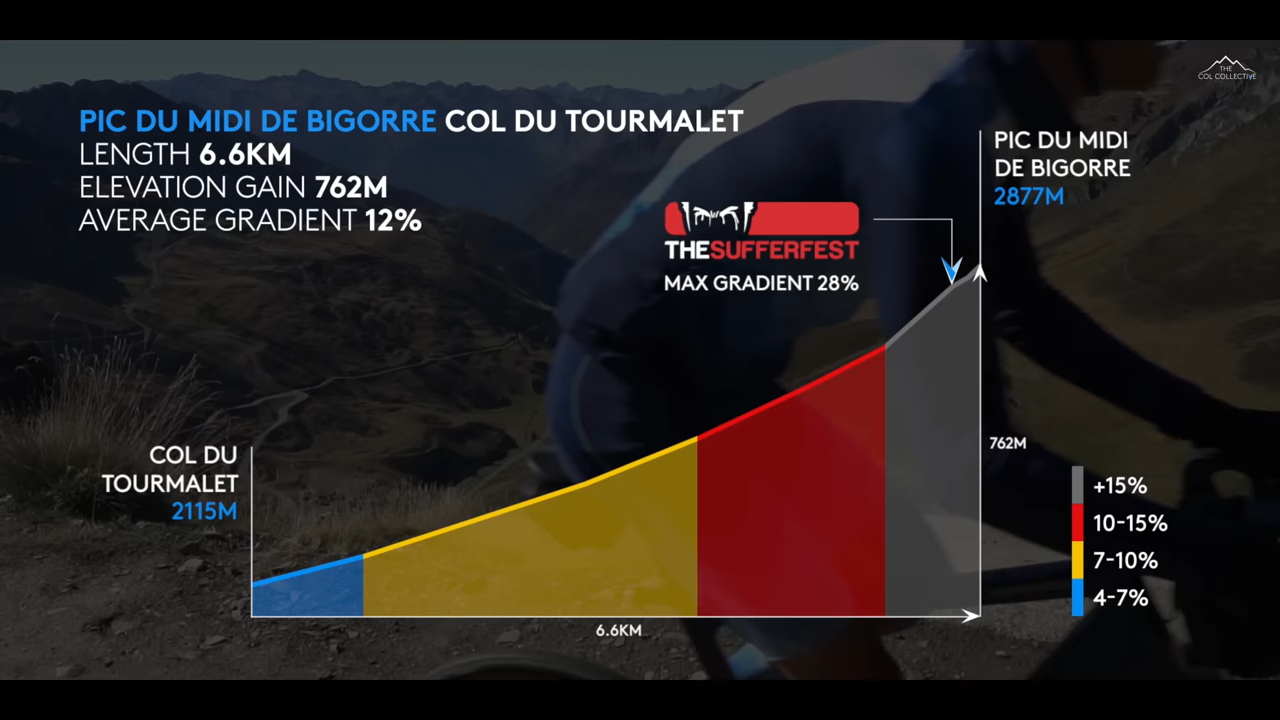 THE
COL COLLECTIVE
PIC DU MIDI DE BIGORRE COL DU TOURMALET
LENGTH 6.6KM
ELEVATION GAIN 762M
AVERAGE GRADIENT 12%
PIC DU MIDI
DE BIGORRE
2877M
THESUFFERFEST
MAX GRADIENT 28%
COL DU
TOURMALET
2115M
762M
6.6KM
+15%
10-15%
7-10%
4-7%